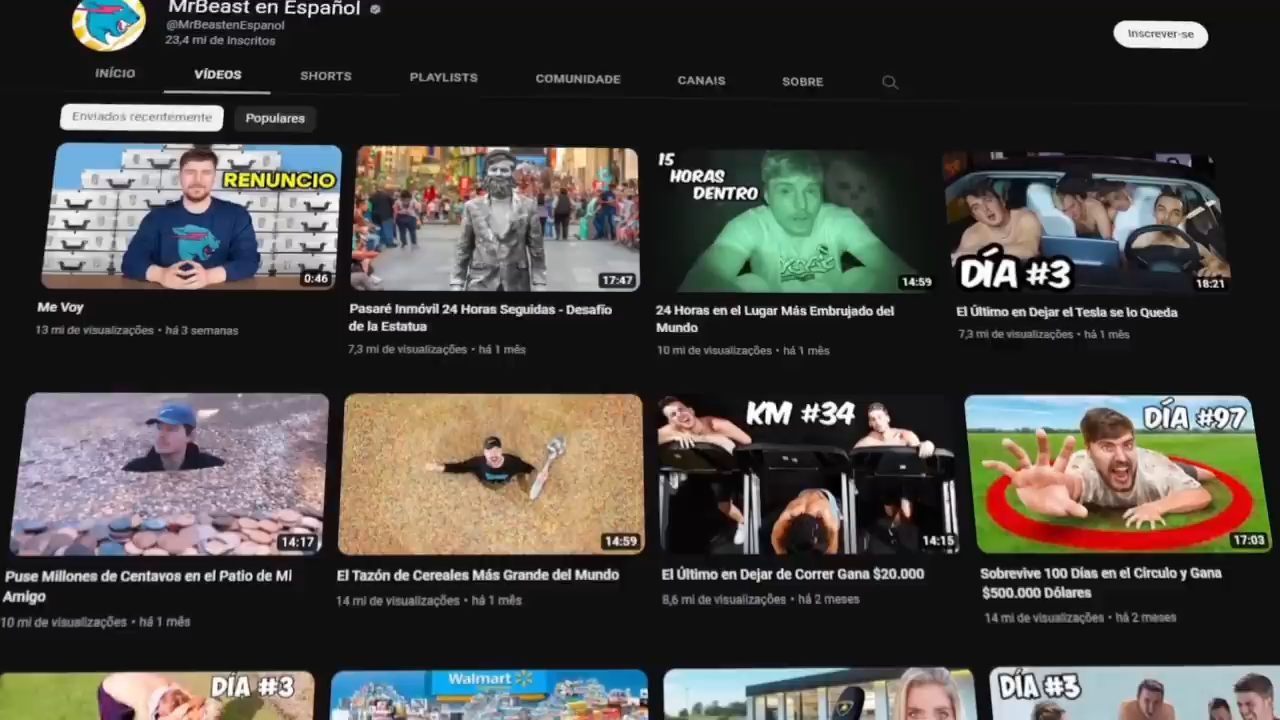 MrBeast en Español
@MrBeastenEspanol
23,4 mi de inscritos
Inscrever-se
INÍCIO
VÍDEOS
SHORTS
PLAYLISTS
COMUNIDADE
CANAIS
SOBRE
Enviados recentemente
Populares
RENUNCIO
0:46
17:47
15
HORAS
DENTRO
14:59
DÍA #3
18:21
Me Voy
13 mi de visualizações • há 3 semanas
Pasaré Inmóvil 24 Horas Seguidas - Desafío
de la Estatua
7,3 mi de visualizações • há 1 mês
24 Horas en el Lugar Más Embrujado del
Mundo
10 mi de visualizações • há 1 mês
El Último en Dejar el Tesla se lo Queda
7,3 mi de visualizações • há 1 mês
14:17
14:59
KM #34
14:15
DÍA #97
17:03
Puse Millones de Centavos en el Patio de Mi
Amigo
10 mi de visualizações • há 1 mês
El Tazón de Cereales Más Grande del Mundo
14 mi de visualizações • há 1 mês
El Último en Dejar de Correr Gana $20.000
8,6 mi de visualizações • há 2 meses
Sobrevive 100 Días en el Circulo y Gana
$500.000 Dólares
14 mi de visualizações • há 2 meses
DÍA #3
Walmart
DÍA #3